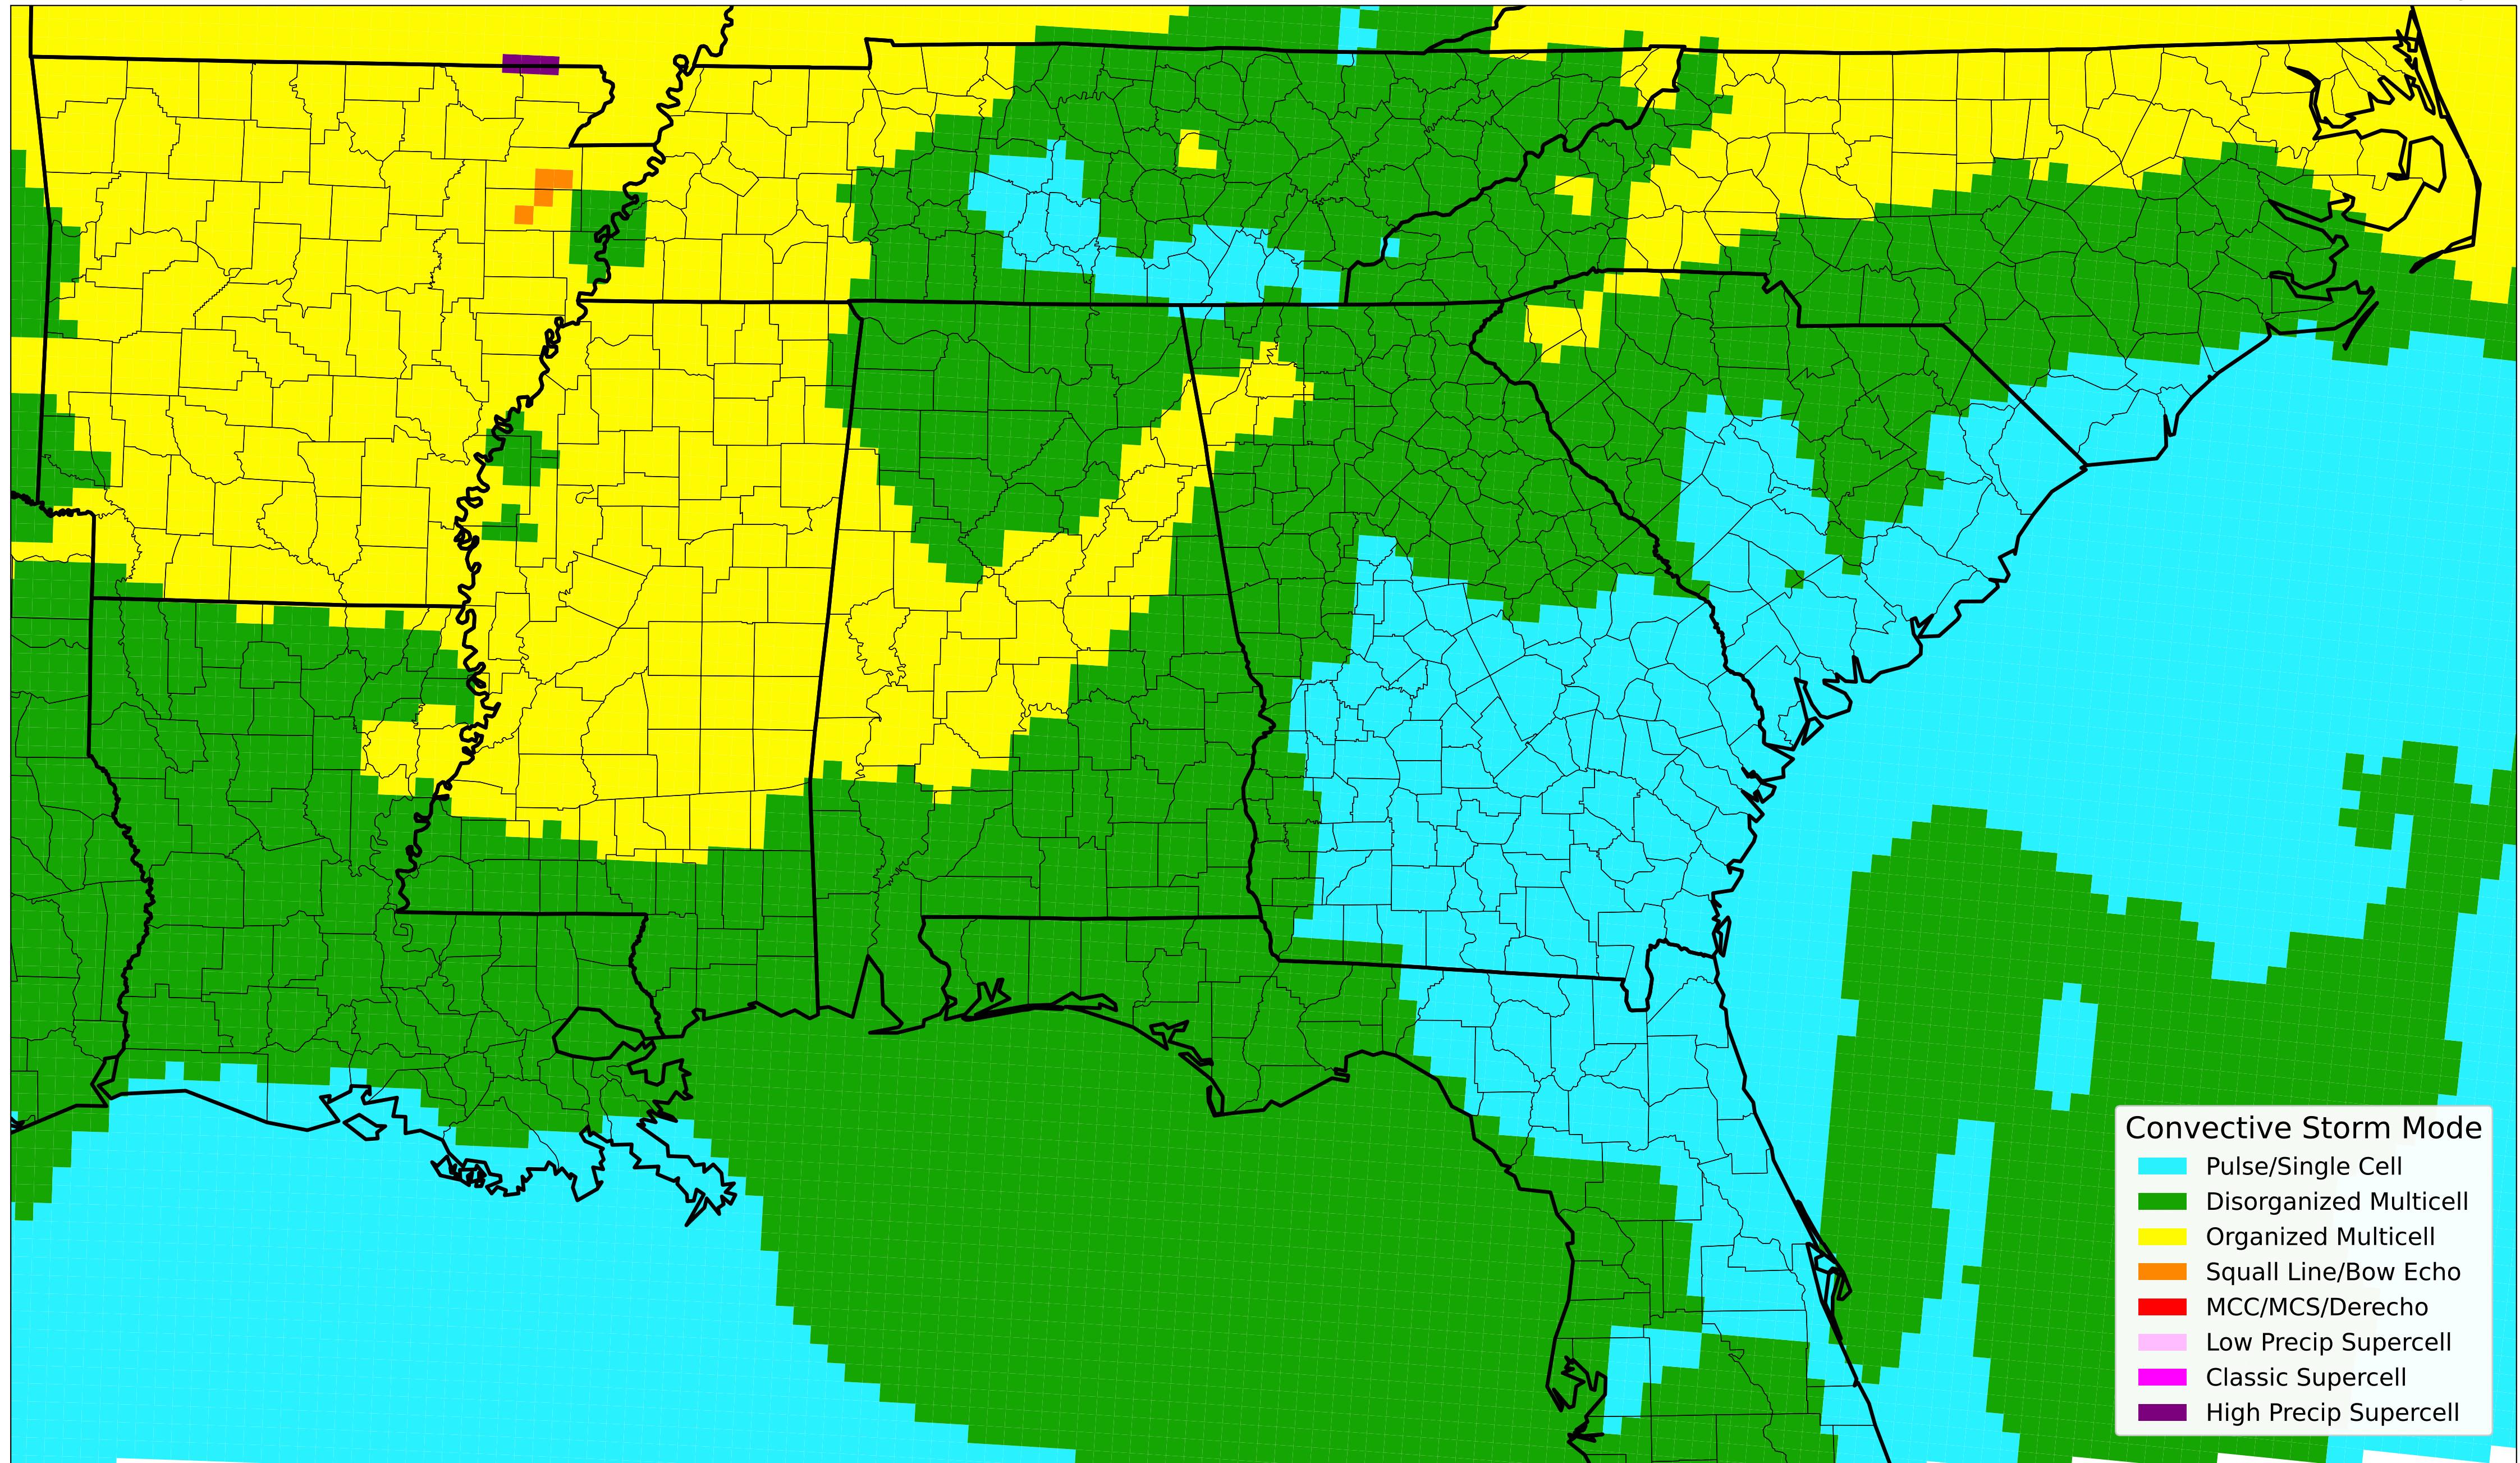 Convective Storm Mode
Pulse/Single Cell
Disorganized Multicell
Organized Multicell
Squall Line/Bow Echo
MCC/MCS/Derecho
Low Precip Supercell
Classic Supercell
High Precip Supercell